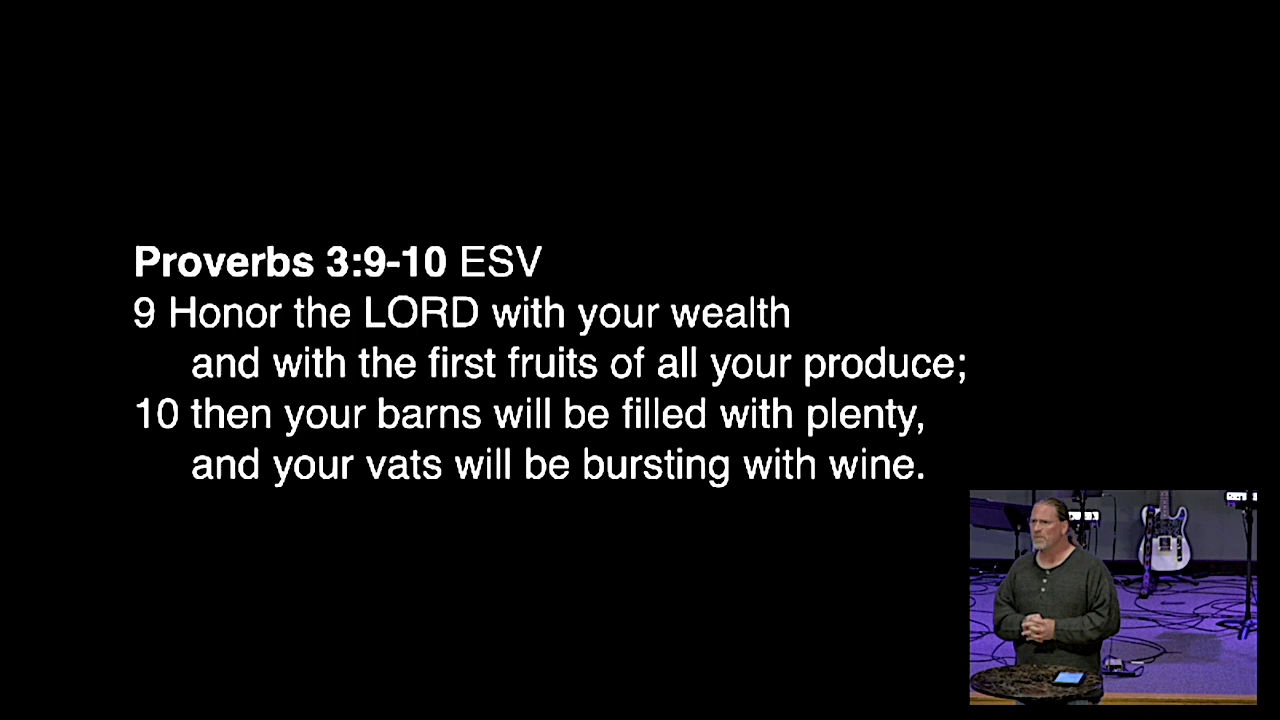 Proverbs 3:9-10 ESV
9 Honor the LORD with your wealth
and with the first fruits of all your produce;
10 then your barns will be filled with plenty,
and your vats will be bursting with wine.